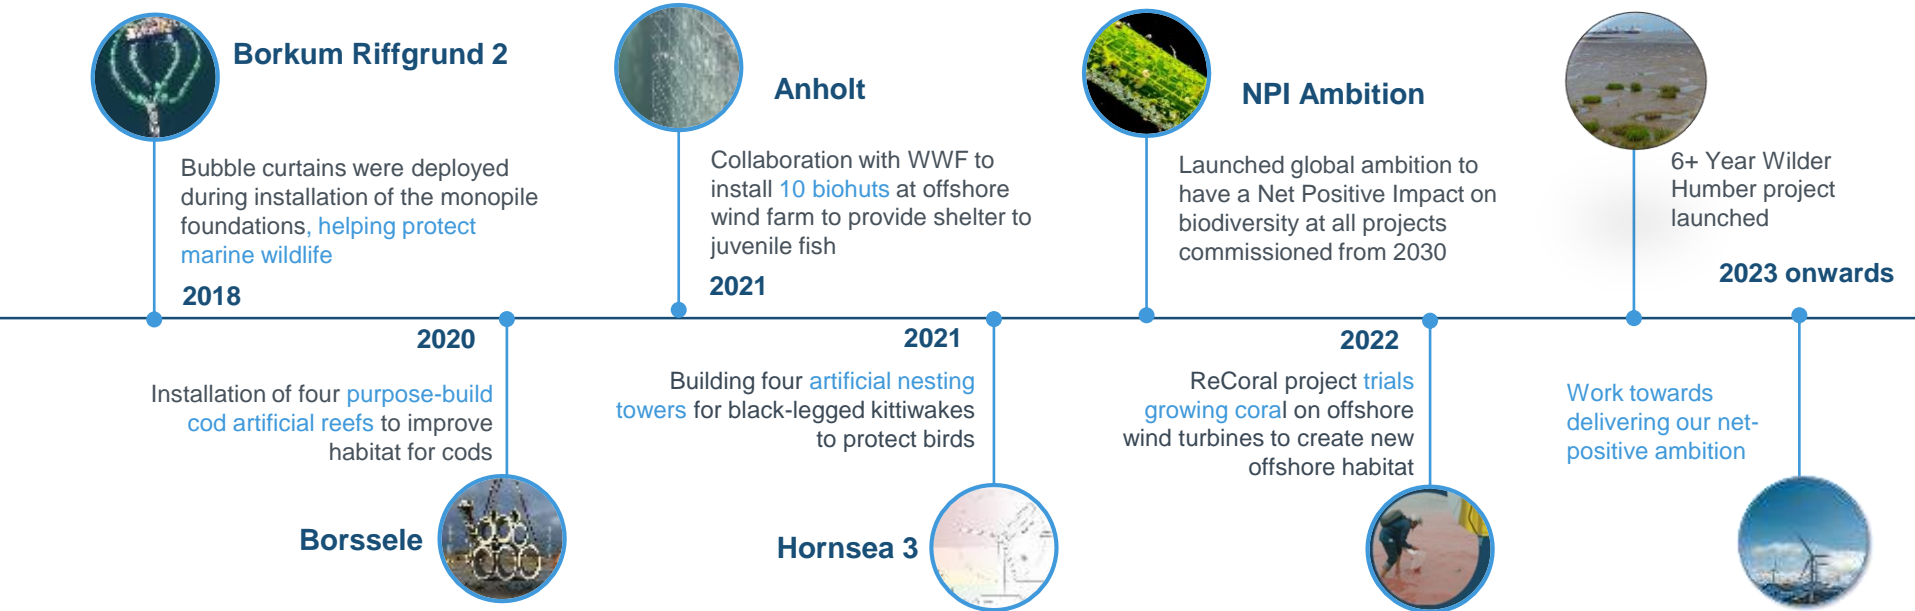 Borkum Riffgrund 2
Bubble curtains were deployed
during installation of the monopile
foundations, helping protect
marine wildlife
2018
2020
Installation of four purpose-build
cod artificial reefs to improve
habitat for cods
Borssele
Anholt
Collaboration with WWF to
install 10 biohuts at offshore
wind farm to provide shelter to
juvenile fish
2021
2021
Building four artificial nesting
towers for black-legged kittiwakes
to protect birds
Hornsea 3
NPI Ambition
Launched global ambition to
have a Net Positive Impact on
biodiversity at all projects
commissioned from 2030
2022
ReCoral project trials
growing coral on offshore
wind turbines to create new
offshore habitat
6+ Year Wilder
Humber project
launched
2023 onwards
Work towards
delivering our net-
positive ambition